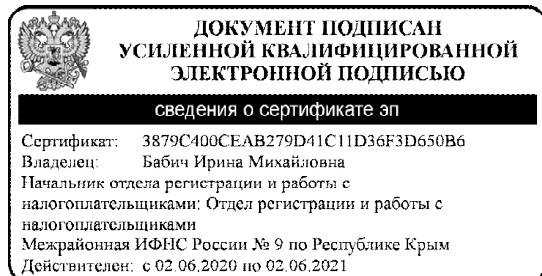 ДОКУМЕНТ ПОДПИСАН
УСИЛЕННОЙ КВАЛИФИЦИРОВАННОЙ
ЭЛЕКТРОННОЙ ПОДПИСЬЮ
сведения о сертификате эп
Сертификат: 3879C400CEAB279D41C11D36F3D650B6
Владелец: Бабич Ирина Михайловна
Начальник отдела регистрации и работы с
налогоплательщиками: Отдел регистрации и работы с
налогоплательщиками
Межрайонная ИФНС России № 9 по Республике Крым
Действителен: с 02.06.2020 по 02.06.2021